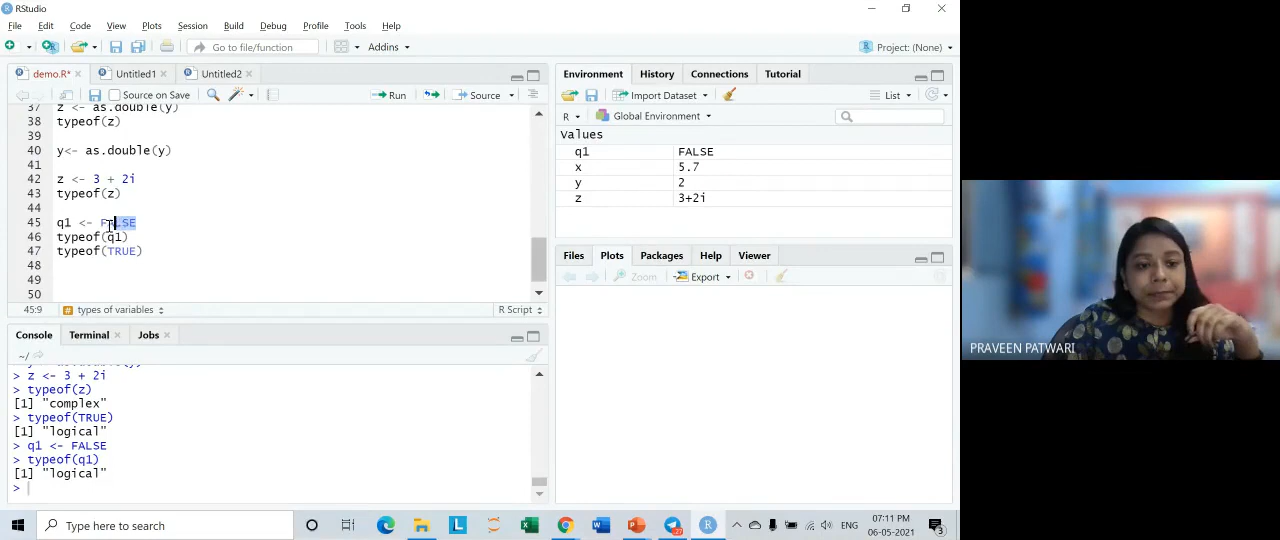 RStudio
File Edit Code View Plots Session Build Debug Profile Tools Help
Go to file/function Addins Project: (None)
demo.R* Untitled1 Untitled2
Source on Save Run Source
37 z <- as.double(y)
38 typeof(z)
39
40 y<- as.double(y)
41
42 z <- 3 + 2i
43 typeof(z)
44
45 q1 <- FALSE
46 typeof(q1)
47 typeof(TRUE)
48
49
50
45:9 # types of variables R Script
Console Terminal Jobs
~/
> z <- 3 + 2i
> typeof(z)
[1] "complex"
> typeof(TRUE)
[1] "logical"
> q1 <- FALSE
> typeof(q1)
[1] "logical"
>
Environment History Connections Tutorial
Import Dataset List
R Global Environment
Values
q1 FALSE
x 5.7
y 2
z 3+2i
Files Plots Packages Help Viewer
Zoom Export
PRAVEEN PATWARI
Type here to search
ENG
07:11 PM
06-05-2021
3